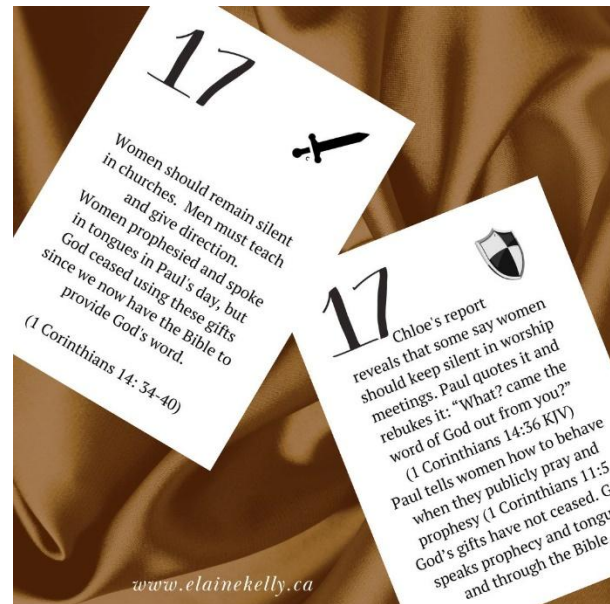 17
Women should remain silent
in churches. Men must teach
and give direction.
Women prophesied and spoke
in tongues in Paul's day, but
God ceased using these gifts
since we now have the Bible to
provide God's word.
(1 Corinthians 14: 34-40)
17
Chloe's report
reveals that some say women
should keep silent in worship
meetings. Paul quotes it and
rebukes it: “What? came the
word of God out from you?”
(1 Corinthians 14:36 KJV)
Paul tells women how to behave
when they publicly pray and
prophesy (1 Corinthians 11:5
God's gifts have not ceased. G
speaks prophecy and tongu
and through the Bible
www.elainekelly.ca